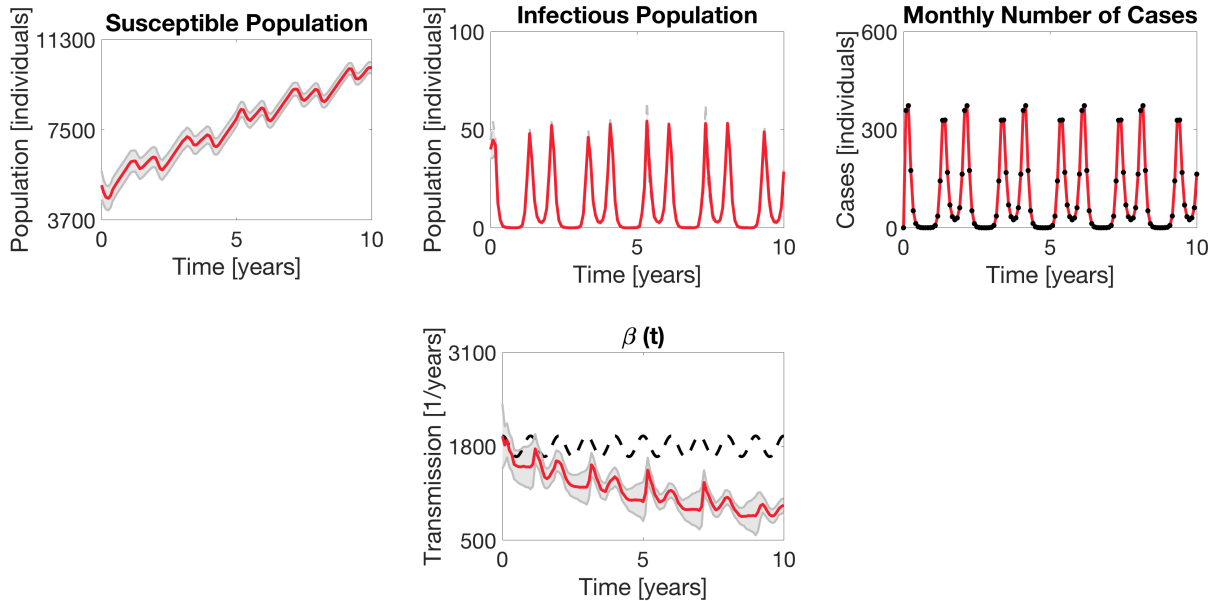 Susceptible Population
Infectious Population
Monthly Number of Cases
Population [individuals]
11300
7500
3700
0
5
10
Time [years]
Population [individuals]
100
50
0
0
5
10
Time [years]
Cases [individuals]
600
300
0
0
5
10
Time [years]
β (t)
Transmission [1/years]
3100
1800
500
0
5
10
Time [years]